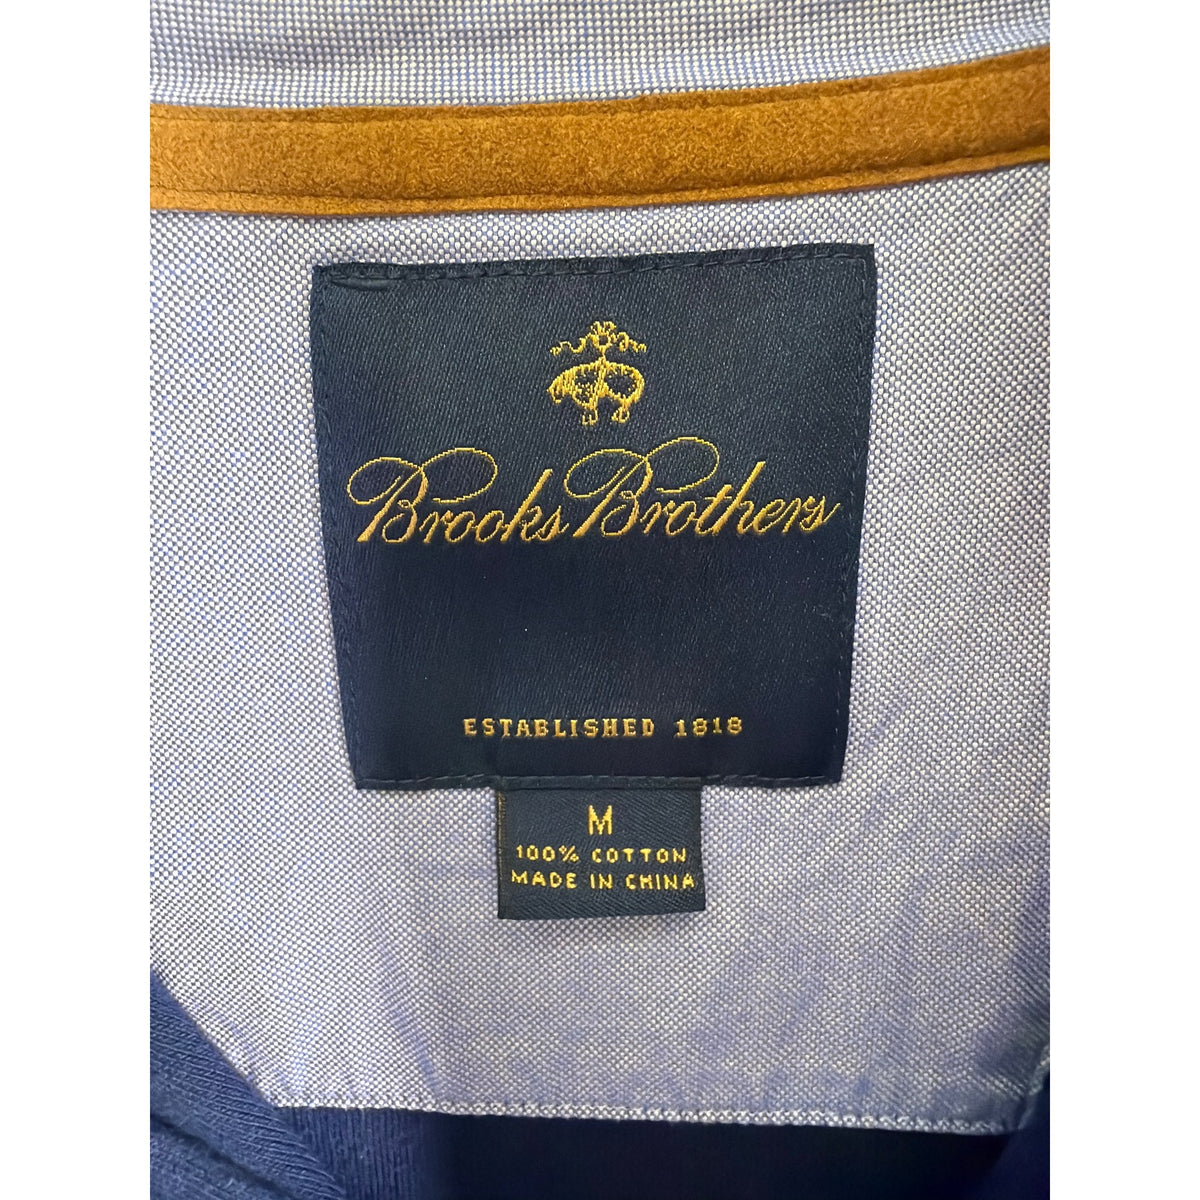 Brooks Brothers
ESTABLISHED 1818
M
100% COTTON
MADE IN CHINA